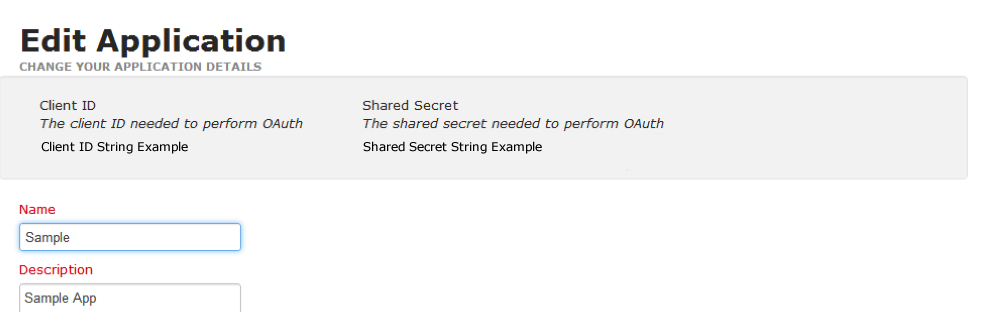 Edit Application
CHANGE YOUR APPLICATION DETAILS
Client ID
The client ID needed to perform OAuth
Client ID String Example
Shared Secret
The shared secret needed to perform OAuth
Shared Secret String Example
Name
Sample
Description
Sample App